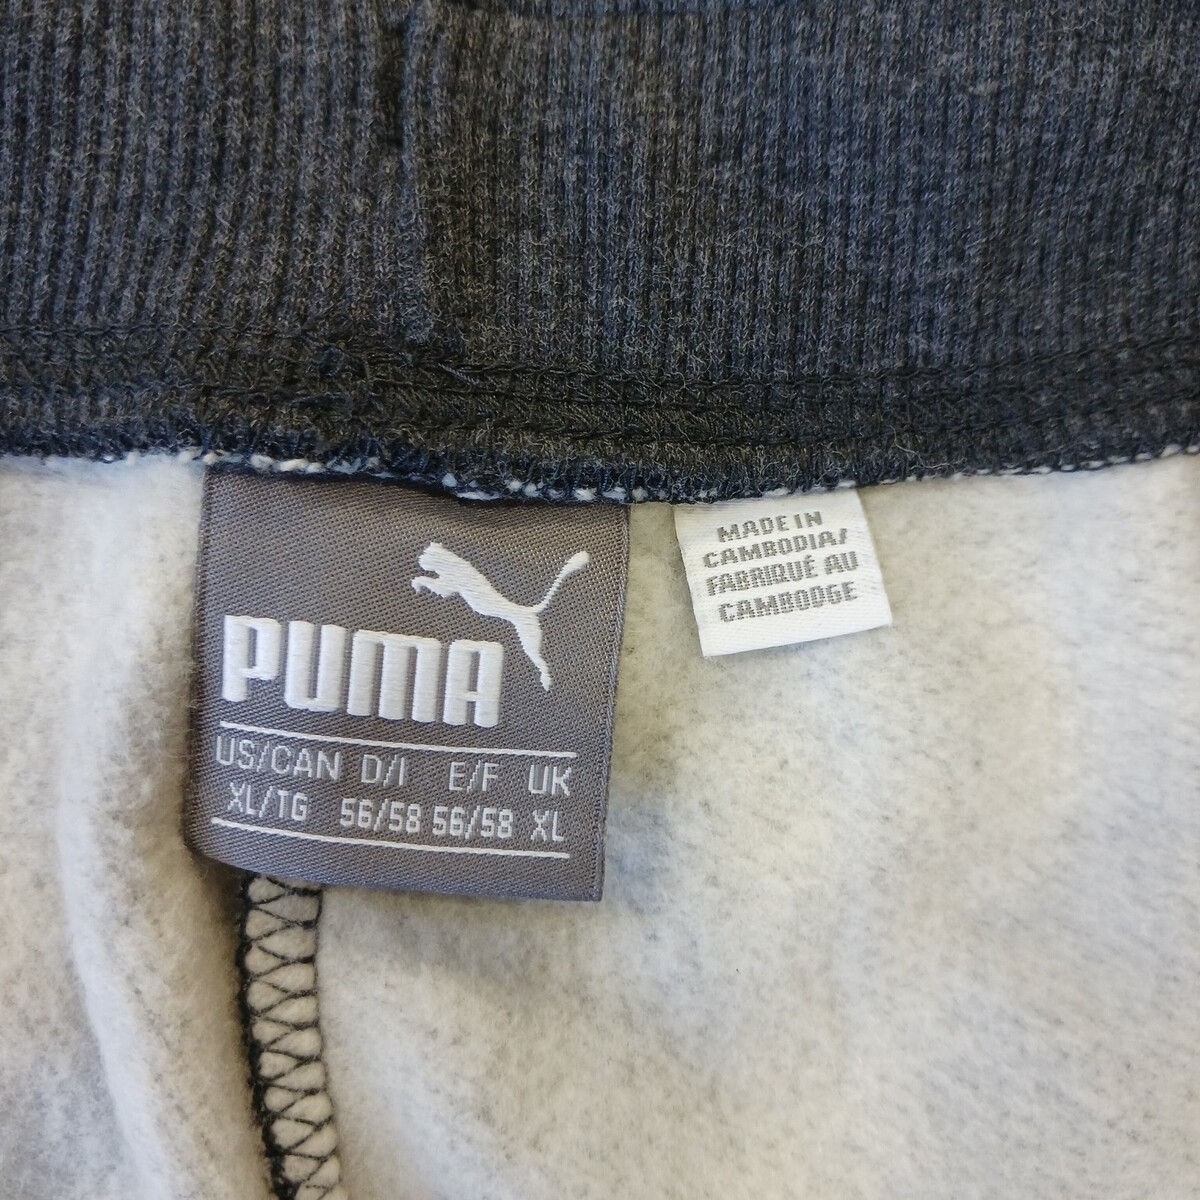 PUMA
US/CAN D/I E/F UK
XL/TG 56/58 56/58 XL
MADE IN
CAMBODIA/
FABRIQUÉ AU
CAMBODGE